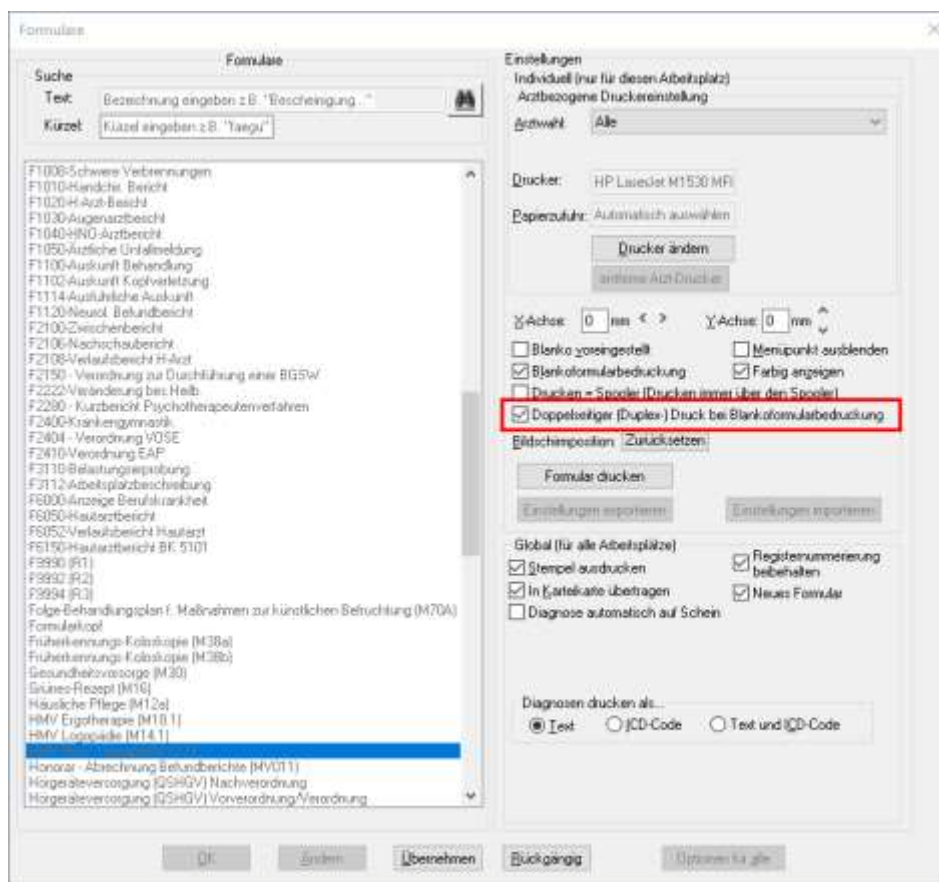 Formulare
Formulare
Suche
Text:
Bezeichnung eingeben z.B. "Bescheinigung..."
Kürzel:
Kürzel eingeben z.B. "faegu"
F1008-Schwere Verbrennungen
F1010-Handchir. Bericht
F1020-H-Arzt-Bericht
F1030-Augenarztbericht
F1040-HNO-Arztbericht
F1050-Ärztliche Unfallmeldung
F1100-Auskunft Behandlung
F1102-Auskunft Kopfverletzung
F1114-Ausführliche Auskunft
F1120-Neurol. Befundbericht
F2100-Zwischenbericht
F2106-Nachschaubericht
F2108-Verlaufsbericht H-Arzt
F2150 - Verordnung zur Durchführung einer BGSW
F2222-Veränderung bes. Heilb
F2280 - Kurzbericht Psychotherapeutenverfahren
F2400-Krankengymnastik
F2404 - Verordnung VOSE
F2410-Verordnung EAP
F3110-Belastungserprobung
F3112-Arbeitsplatzbeschreibung
F6000-Anzeige Berufskrankheit
F6050-Hautarztbericht
F6052-Verlaufsbericht Hautarzt
F6150-Hautarztbericht BK 5101
F9990 (R1)
F9992 (R2)
F9994 (R3)
Folge-Behandlungsplan f. Maßnahmen zur künstlichen Befruchtung (M70A)
Formularkopf
Früherkennungs-Koloskopie (M38a)
Früherkennungs-Koloskopie (M38b)
Gesundheitsvorsorge (M30)
Grünes-Rezept (M16)
Häusliche Pflege (M12a)
HMV Ergotherapie (M18.1)
HMV Logopädie (M14.1)
Honorar - Abrechnung Befundberichte (MV011)
Hörgeräteversorgung (QSHGV) Nachverordnung
Hörgeräteversorgung (QSHGV) Vorverordnung/Verordnung
Einstellungen
Individuell (nur für diesen Arbeitsplatz)
Arztbezogene Druckereinstellung
Arztwahl:
Alle
Drucker:
HP LaserJet M1530 MFI
Papierzufuhr:
Automatisch auswählen
Drucker ändern
entferne Arzt-Drucker
X-Achse: 0 mm < > Y-Achse: 0 mm
Blanko voreingestellt
Menüpunkt ausblenden
Blankoformularbedruckung
Farbig anzeigen
Drucken = Spooler (Drucken immer über den Spooler)
Doppelseitiger (Duplex-) Druck bei Blankoformularbedruckung
Bildschirmposition: Zurücksetzen
Formular drucken
Einstellungen exportieren
Einstellungen importieren
Global (für alle Arbeitsplätze)
Stempel ausdrucken
Registernummerierung
beibehalten
In Karteikarte übertragen
Neues Formular
Diagnose automatisch auf Schein
Diagnosen drucken als...
Text
ICD-Code
Text und ICD-Code
OK
Ändern
Übernehmen
Rückgängig
Optionen für alle